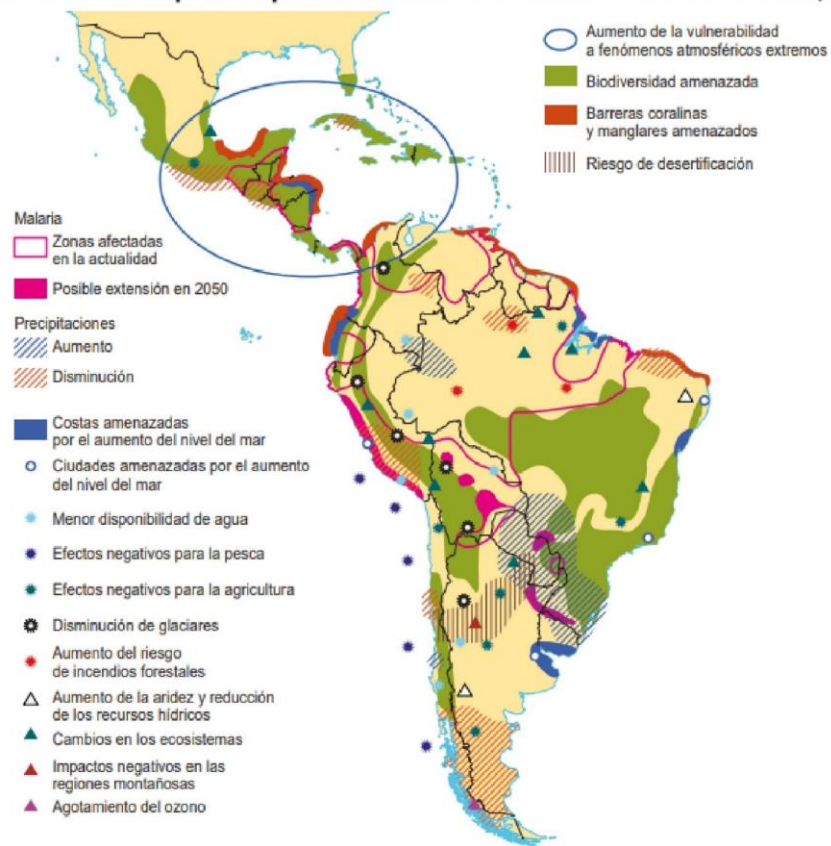 Aumento de la vulnerabilidad
a fenómenos atmosféricos extremos
Biodiversidad amenazada
Barreras coralinas
y manglares amenazados
Riesgo de desertificación
Malaria
Zonas afectadas
en la actualidad
Posible extensión en 2050
Precipitaciones
Aumento
Disminución
Costas amenazadas
por el aumento del nivel del mar
Ciudades amenazadas por el aumento
del nivel del mar
Menor disponibilidad de agua
Efectos negativos para la pesca
Efectos negativos para la agricultura
Disminución de glaciares
Aumento del riesgo
de incendios forestales
Aumento de la aridez y reducción
de los recursos hídricos
Cambios en los ecosistemas
Impactos negativos en las
regiones montañosas
Agotamiento del ozono